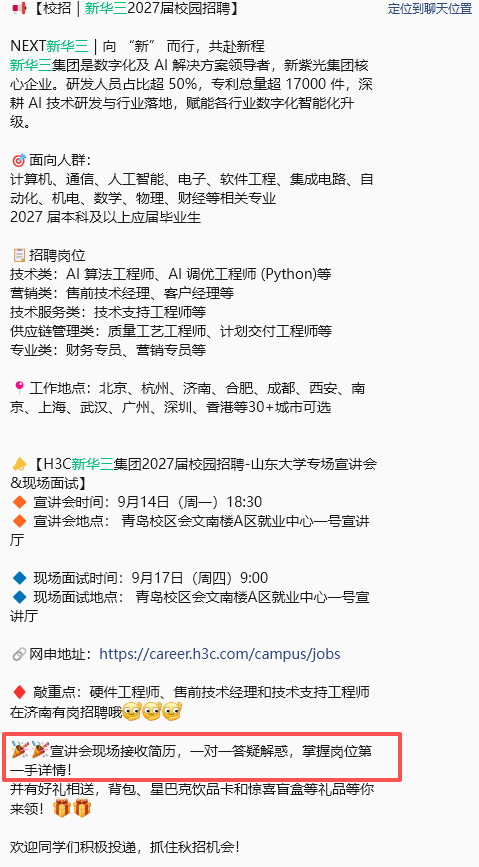 【校招 | 新华三2027届校园招聘】
定位到聊天位置
NEXT新华三 | 向 “新” 而行，共赴新程
新华三集团是数字化及 AI 解决方案领导者，新紫光集团核
心企业。研发人员占比超 50%，专利总量超 17000 件，深
耕 AI 技术研发与行业落地，赋能各行业数字化智能化升
级。
🎯 面向人群：
计算机、通信、人工智能、电子、软件工程、集成电路、自
动化、机电、数学、物理、财经等相关专业
2027 届本科及以上应届毕业生
📋 招聘岗位
技术类：AI 算法工程师、AI 调优工程师 (Python)等
营销类：售前技术经理、客户经理等
技术服务类：技术支持工程师等
供应链管理类：质量工艺工程师、计划交付工程师等
专业类：财务专员、营销专员等
📍 工作地点：北京、杭州、济南、合肥、成都、西安、南
京、上海、武汉、广州、深圳、香港等30+城市可选
📣【H3C新华三集团2027届校园招聘-山东大学专场宣讲会
&现场面试】
🔶 宣讲会时间：9月14日（周一）18:30
🔶 宣讲会地点： 青岛校区会文南楼A区就业中心一号宣讲
厅
🔷 现场面试时间：9月17日（周四）9:00
🔷 现场面试地点： 青岛校区会文南楼A区就业中心一号宣
讲厅
🔗 网申地址：https://career.h3c.com/campus/jobs
♦️ 敲重点：硬件工程师、售前技术经理和技术支持工程师
在济南有岗招聘哦
🎉🎉宣讲会现场接收简历，一对一答疑解惑，掌握岗位第
一手详情！
并有好礼相送，背包、星巴克饮品卡和惊喜盲盒等礼品等你
来领！🎁🎁
欢迎同学们积极投递，抓住秋招机会！